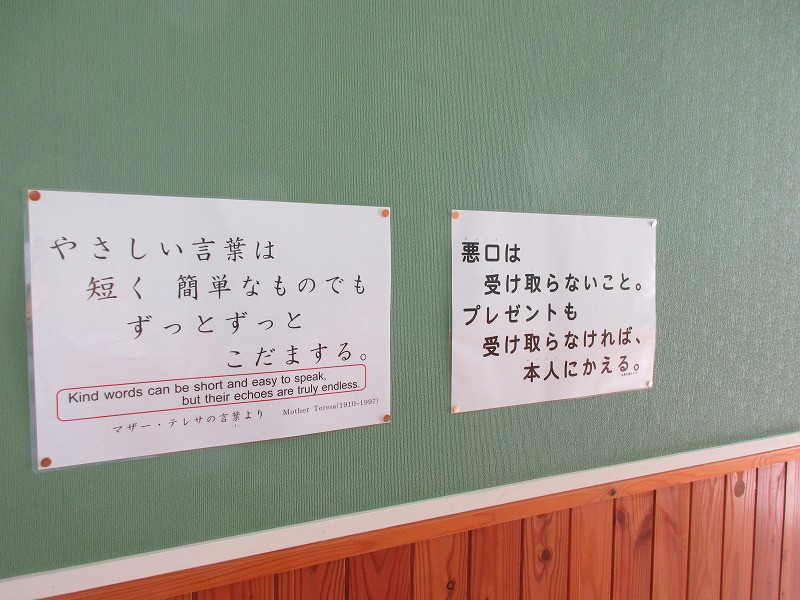 やさしい言葉は
短く 簡単なものでも
ずっとずっと
こだまする。
Kind words can be short and easy to speak,
but their echoes are truly endless.
マザー・テレサの言葉より Mother Teresa(1910~1997)
悪口は
受け取らないこと。
プレゼントも
受け取らなければ、
本人にかえる。